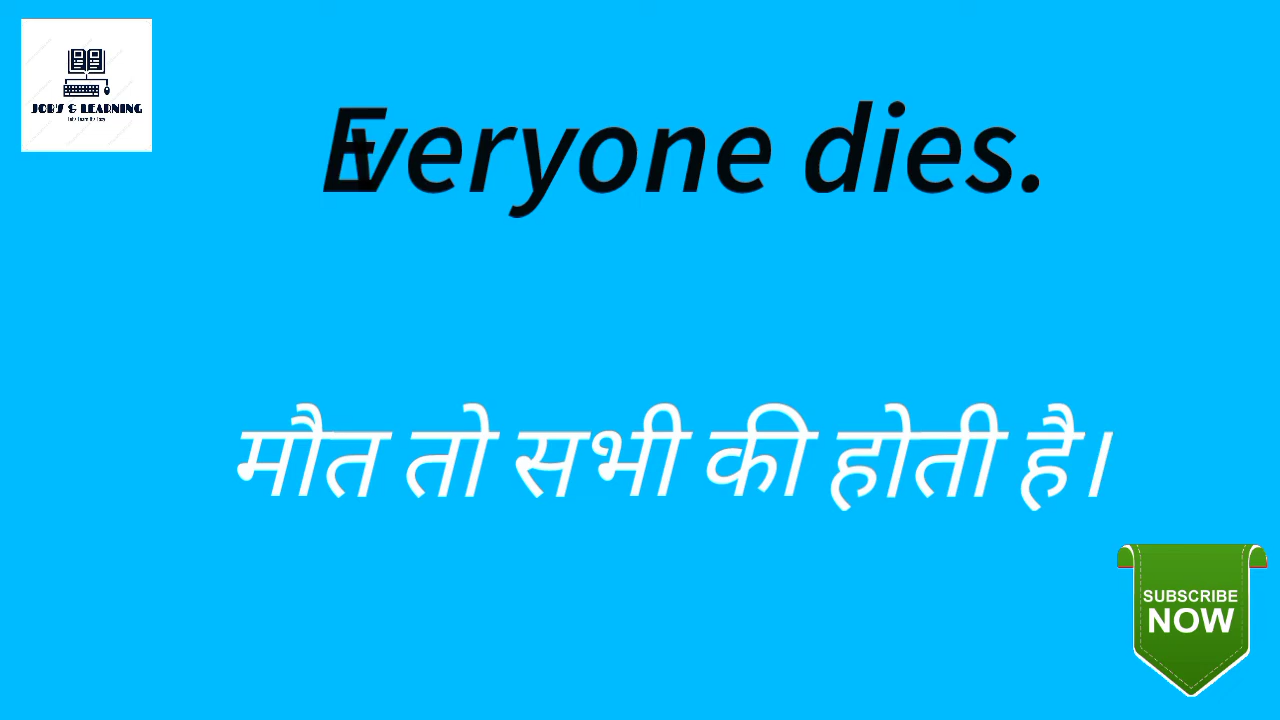 JOB'S & LEARNING
Everyone dies.
मौत तो सभी की होती है।
SUBSCRIBE
NOW